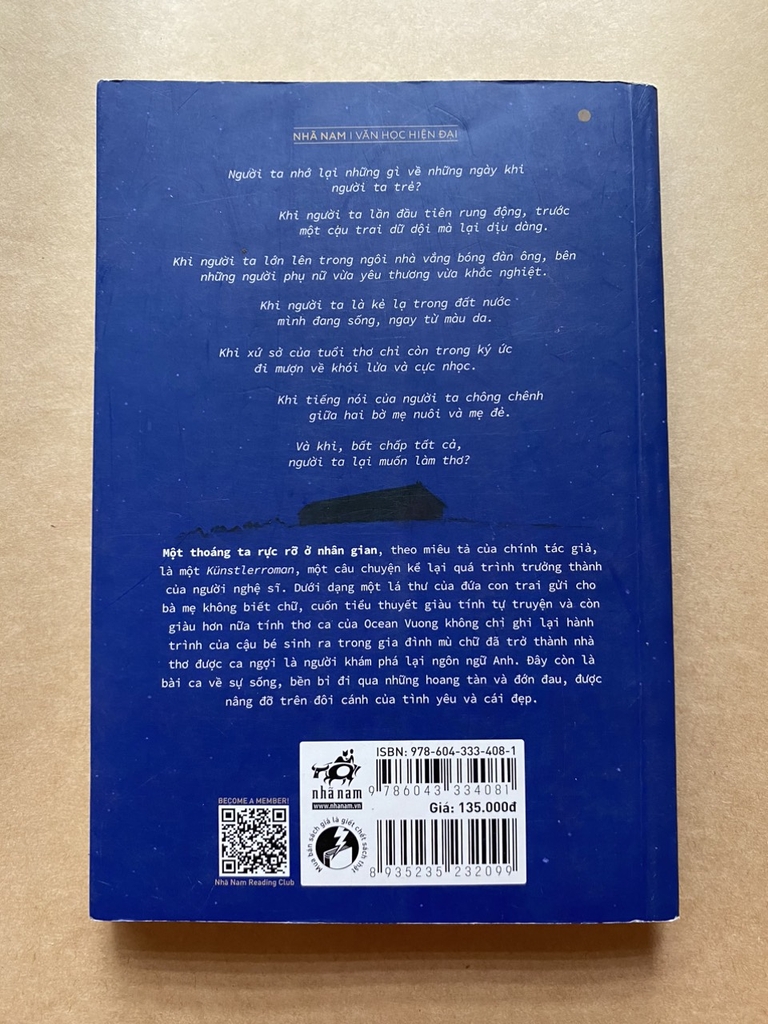 NHÃ NAM | VĂN HỌC HIỆN ĐẠI
Người ta nhớ lại những gì về những ngày khi
người ta trẻ?
Khi người ta lần đầu tiên rung động, trước
một cậu trai dữ dội mà lại dịu dàng.
Khi người ta lớn lên trong ngôi nhà vắng bóng đàn ông, bên
những người phụ nữ vừa yêu thương vừa khắc nghiệt.
Khi người ta là kẻ lạ trong đất nước
mình đang sống, ngay từ màu da.
Khi xứ sở của tuổi thơ chỉ còn trong ký ức
đi mượn về khói lửa và cực nhọc.
Khi tiếng nói của người ta chông chênh
giữa hai bờ mẹ nuôi và mẹ đẻ.
Và khi, bất chấp tất cả,
người ta lại muốn làm thơ?
Một thoáng ta rực rỡ ở nhân gian, theo miêu tả của chính tác giả,
là một Künstlerroman, một câu chuyện kể lại quá trình trưởng thành
của người nghệ sĩ. Dưới dạng một lá thư của đứa con trai gửi cho
bà mẹ không biết chữ, cuốn tiểu thuyết giàu tính tự truyện và còn
giàu hơn nữa tính thơ ca của Ocean Vuong không chỉ ghi lại hành
trình của cậu bé sinh ra trong gia đình mù chữ đã trở thành nhà
thơ được ca ngợi là người khám phá lại ngôn ngữ Anh. Đây còn là
bài ca về sự sống, bền bỉ đi qua những hoang tàn và đớn đau, được
nâng đỡ trên đôi cánh của tình yêu và cái đẹp.
ISBN: 978-604-333-408-1
nhã nam
www.nhanam.vn
9 786043 334081
Giá: 135.000đ
Mua bán sách giả là giết chết sách thật
8 935235 232099
BECOME A MEMBER!
Nhã Nam Reading Club